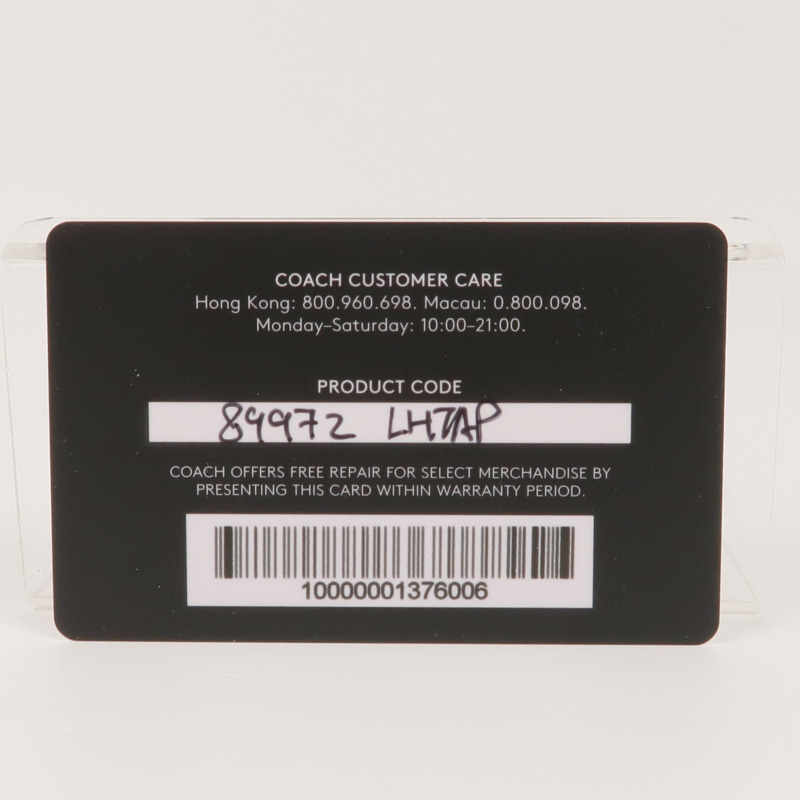 COACH CUSTOMER CARE
Hong Kong: 800.960.698. Macau: 0.800.098.
Monday–Saturday: 10:00–21:00.
PRODUCT CODE
89972 LHTAP
COACH OFFERS FREE REPAIR FOR SELECT MERCHANDISE BY
PRESENTING THIS CARD WITHIN WARRANTY PERIOD.
10000001376006